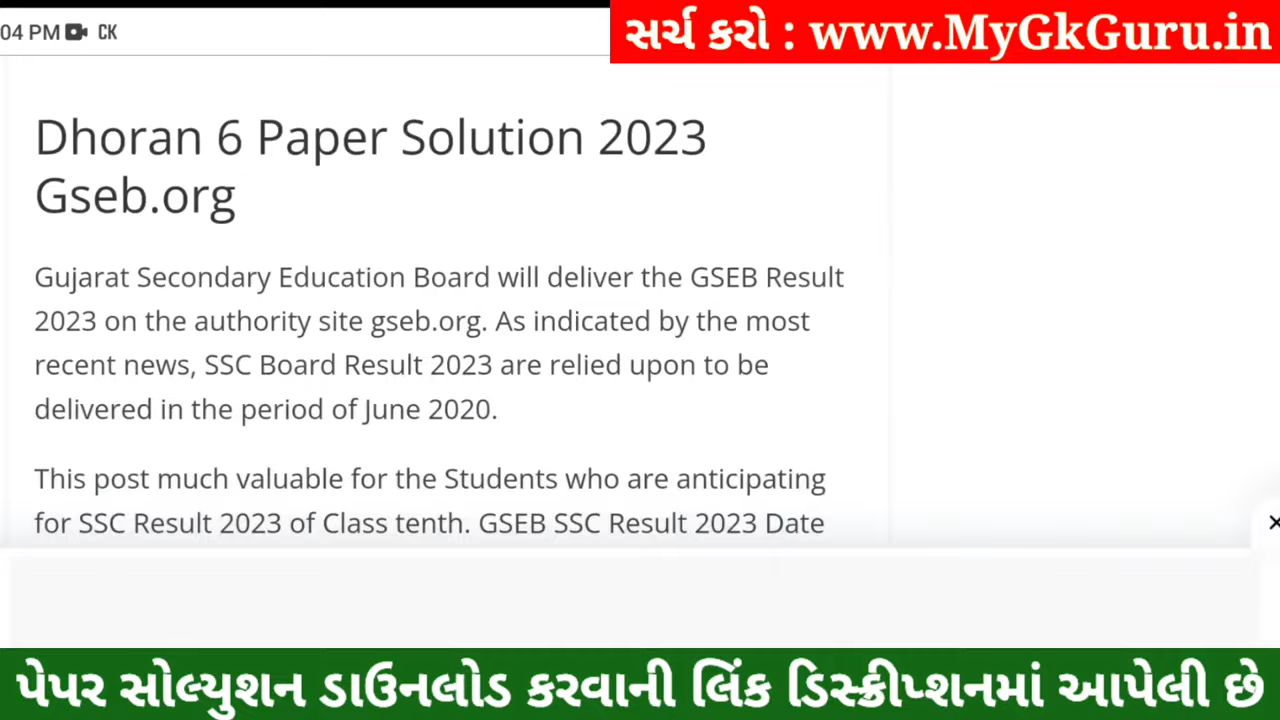 04 PM CK
સર્ચ કરો : www.MyGkGuru.in
Dhoran 6 Paper Solution 2023
Gseb.org
Gujarat Secondary Education Board will deliver the GSEB Result
2023 on the authority site gseb.org. As indicated by the most
recent news, SSC Board Result 2023 are relied upon to be
delivered in the period of June 2020.
This post much valuable for the Students who are anticipating
for SSC Result 2023 of Class tenth. GSEB SSC Result 2023 Date
પેપર સોલ્યુશન ડાઉનલોડ કરવાની લિંક ડિસ્ક્રીપ્શનમાં આપેલી છે